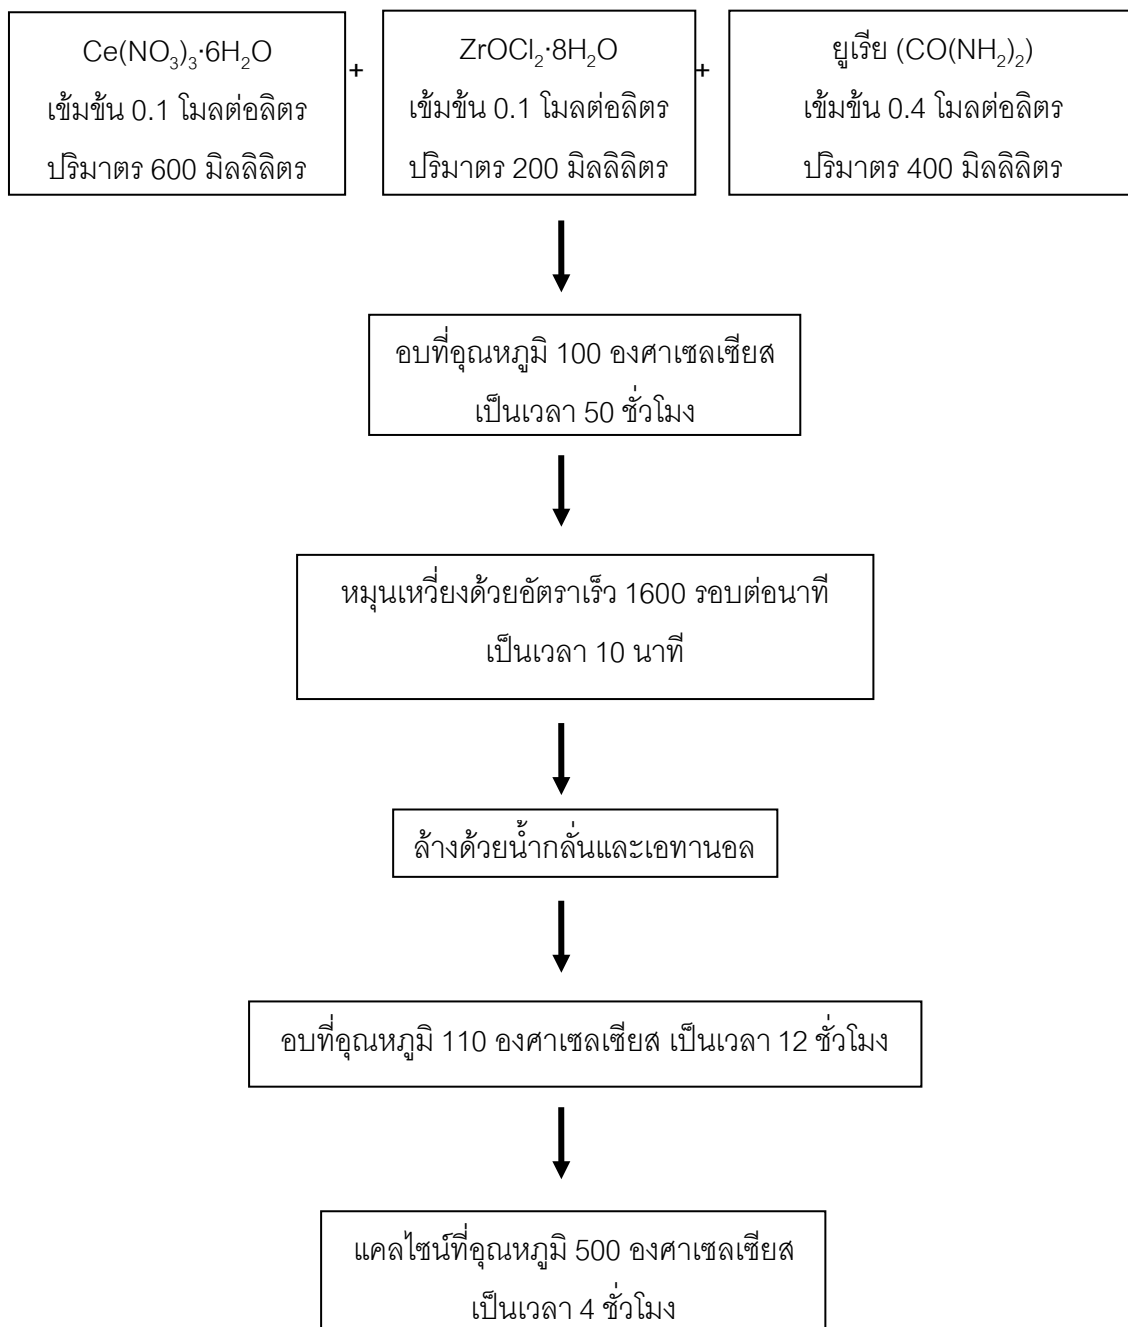 Ce(NO₃)₃·6H₂O
เข้มข้น 0.1 โมลต่อลิตร
ปริมาตร 600 มิลลิลิตร
+
ZrOCl₂·8H₂O
เข้มข้น 0.1 โมลต่อลิตร
ปริมาตร 200 มิลลิลิตร
+
ยูเรีย (CO(NH₂)₂)
เข้มข้น 0.4 โมลต่อลิตร
ปริมาตร 400 มิลลิลิตร
อบที่อุณหภูมิ 100 องศาเซลเซียส
เป็นเวลา 50 ชั่วโมง
หมุนเหวี่ยงด้วยอัตราเร็ว 1600 รอบต่อนาที
เป็นเวลา 10 นาที
ล้างด้วยน้ำกลั่นและเอทานอล
อบที่อุณหภูมิ 110 องศาเซลเซียส เป็นเวลา 12 ชั่วโมง
แคลไซน์ที่อุณหภูมิ 500 องศาเซลเซียส
เป็นเวลา 4 ชั่วโมง